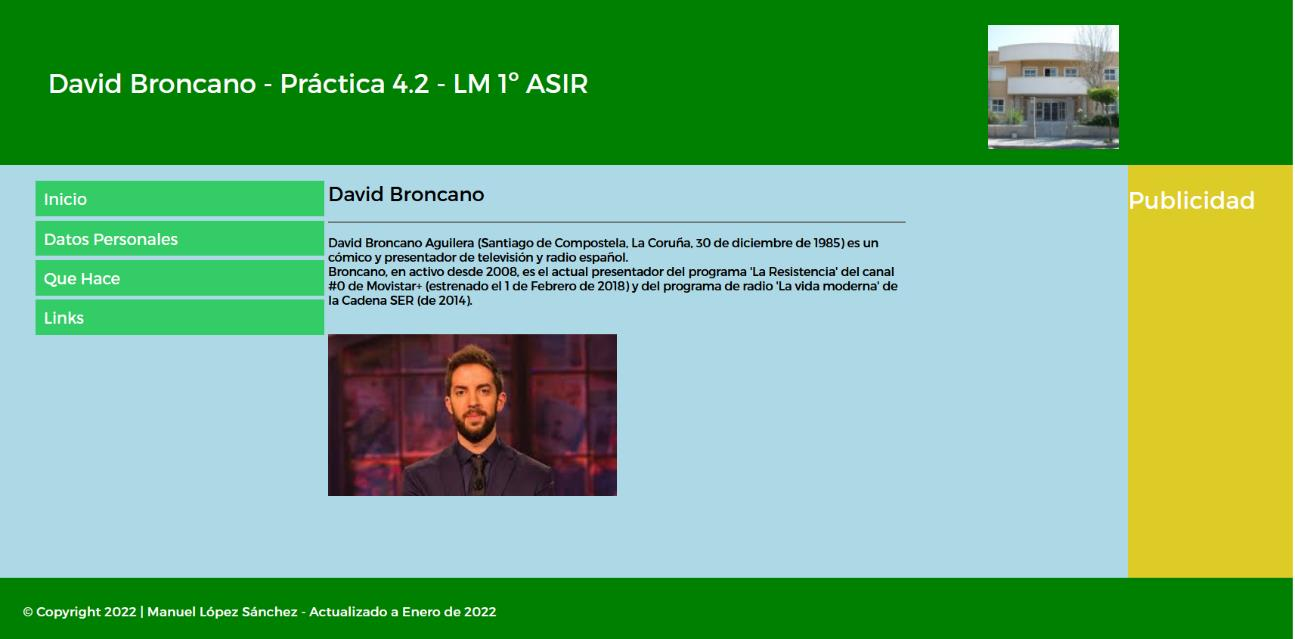 David Broncano - Práctica 4.2 - LM 1º ASIR
Inicio
Datos Personales
Que Hace
Links
David Broncano
David Broncano Aguilera (Santiago de Compostela, La Coruña, 30 de diciembre de 1985) es un
cómico y presentador de televisión y radio español.
Broncano, en activo desde 2008, es el actual presentador del programa 'La Resistencia' del canal
#0 de Movistar+ (estrenado el 1 de Febrero de 2018) y del programa de radio 'La vida moderna' de
la Cadena SER (de 2014).
Publicidad
© Copyright 2022 | Manuel López Sánchez - Actualizado a Enero de 2022